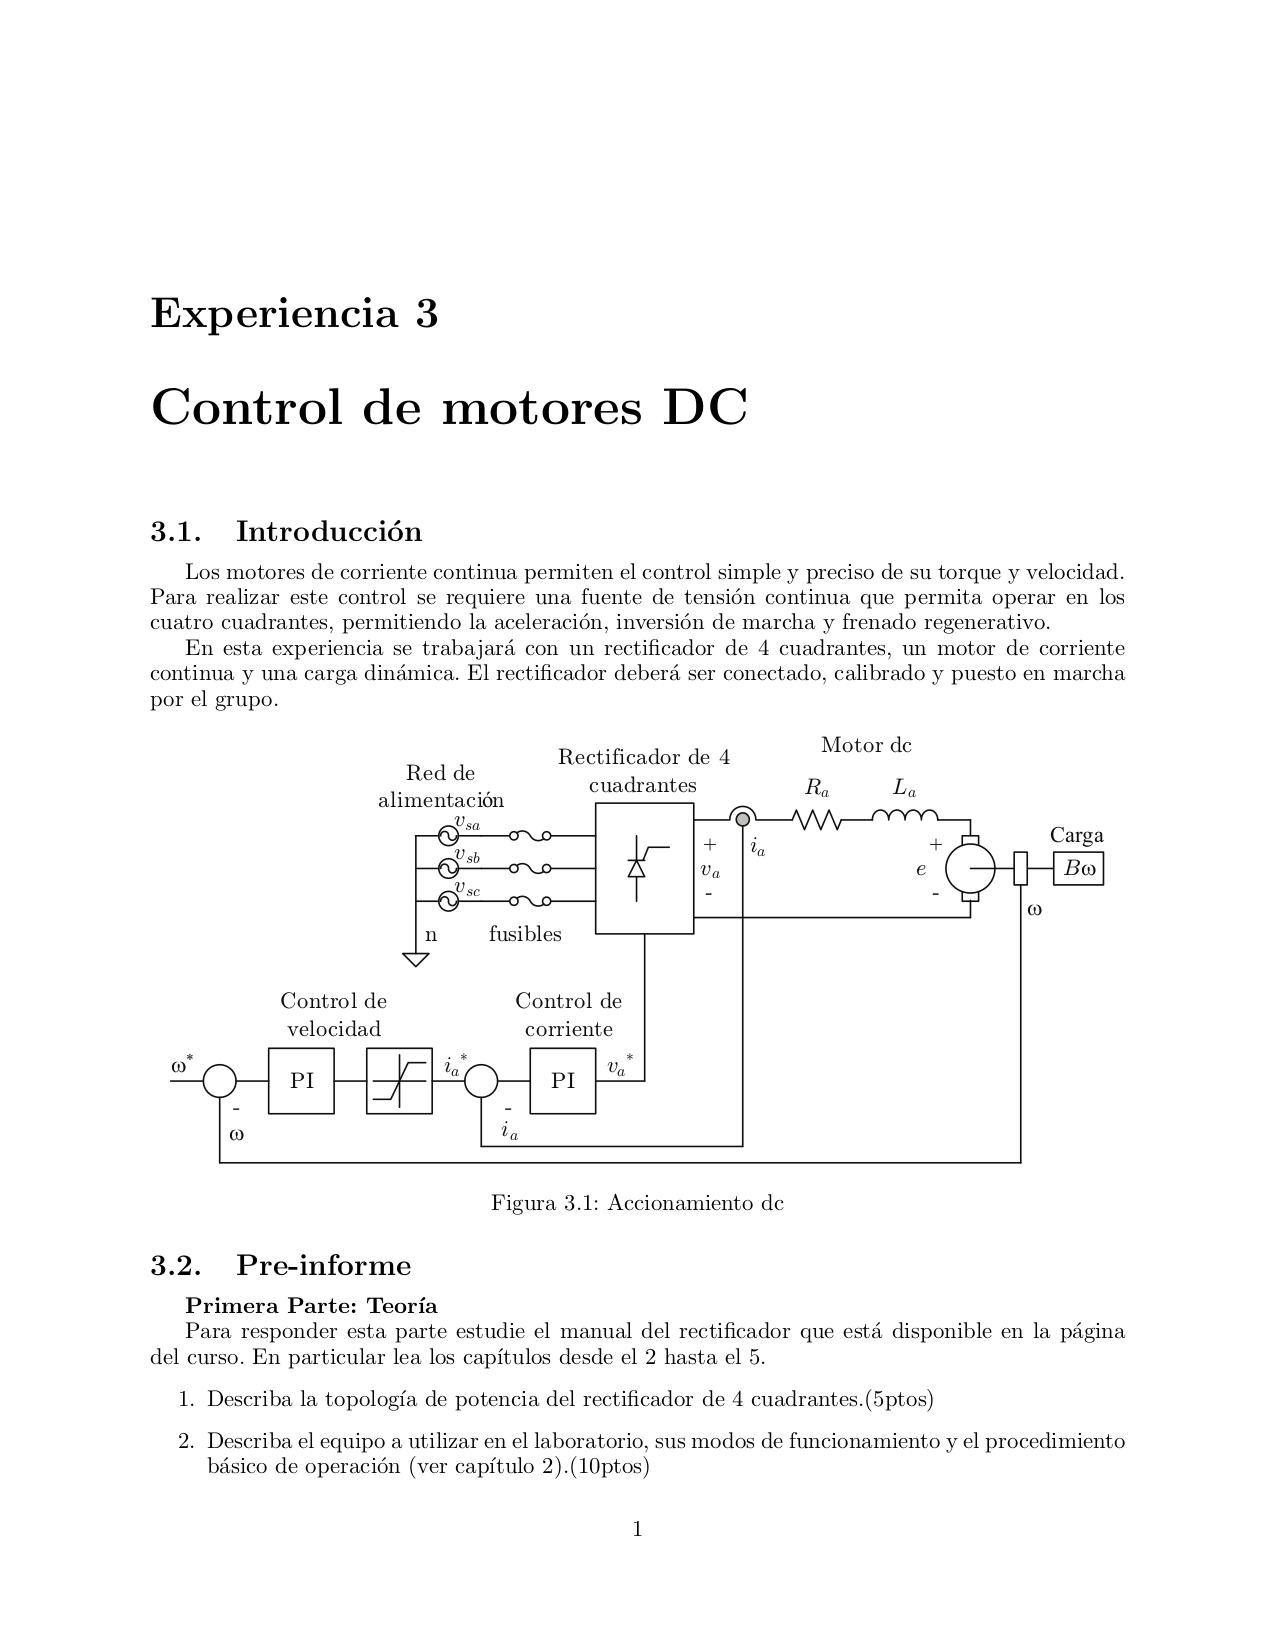 Experiencia 3
Control de motores DC
3.1. Introducción
Los motores de corriente continua permiten el control simple y preciso de su torque y velocidad.
Para realizar este control se requiere una fuente de tensión continua que permita operar en los
cuatro cuadrantes, permitiendo la aceleración, inversión de marcha y frenado regenerativo.
En esta experiencia se trabajará con un rectificador de 4 cuadrantes, un motor de corriente
continua y una carga dinámica. El rectificador deberá ser conectado, calibrado y puesto en marcha
por el grupo.
Motor dc
Rectificador de 4
cuadrantes
Red de
alimentación
R_a
L_a
v_sa
v_sb
v_sc
n
fusibles
+
v_a
-
i_a
+
e
-
Carga
Bω
ω
Control de
velocidad
Control de
corriente
ω*
PI
i_a*
PI
v_a*
-
ω
-
i_a
Figura 3.1: Accionamiento dc
3.2. Pre-informe
Primera Parte: Teoría
Para responder esta parte estudie el manual del rectificador que está disponible en la página
del curso. En particular lea los capítulos desde el 2 hasta el 5.
1. Describa la topología de potencia del rectificador de 4 cuadrantes.(5ptos)
2. Describa el equipo a utilizar en el laboratorio, sus modos de funcionamiento y el procedimiento
básico de operación (ver capítulo 2).(10ptos)
1